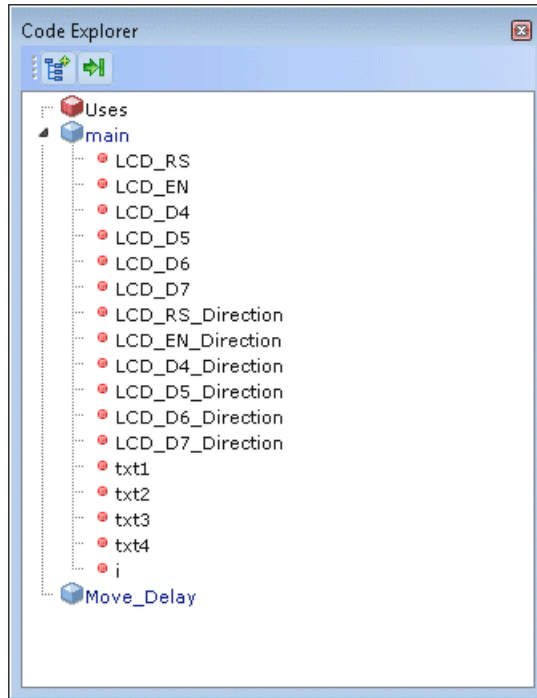 Code Explorer
Uses
main
LCD_RS
LCD_EN
LCD_D4
LCD_D5
LCD_D6
LCD_D7
LCD_RS_Direction
LCD_EN_Direction
LCD_D4_Direction
LCD_D5_Direction
LCD_D6_Direction
LCD_D7_Direction
txt1
txt2
txt3
txt4
i
Move_Delay